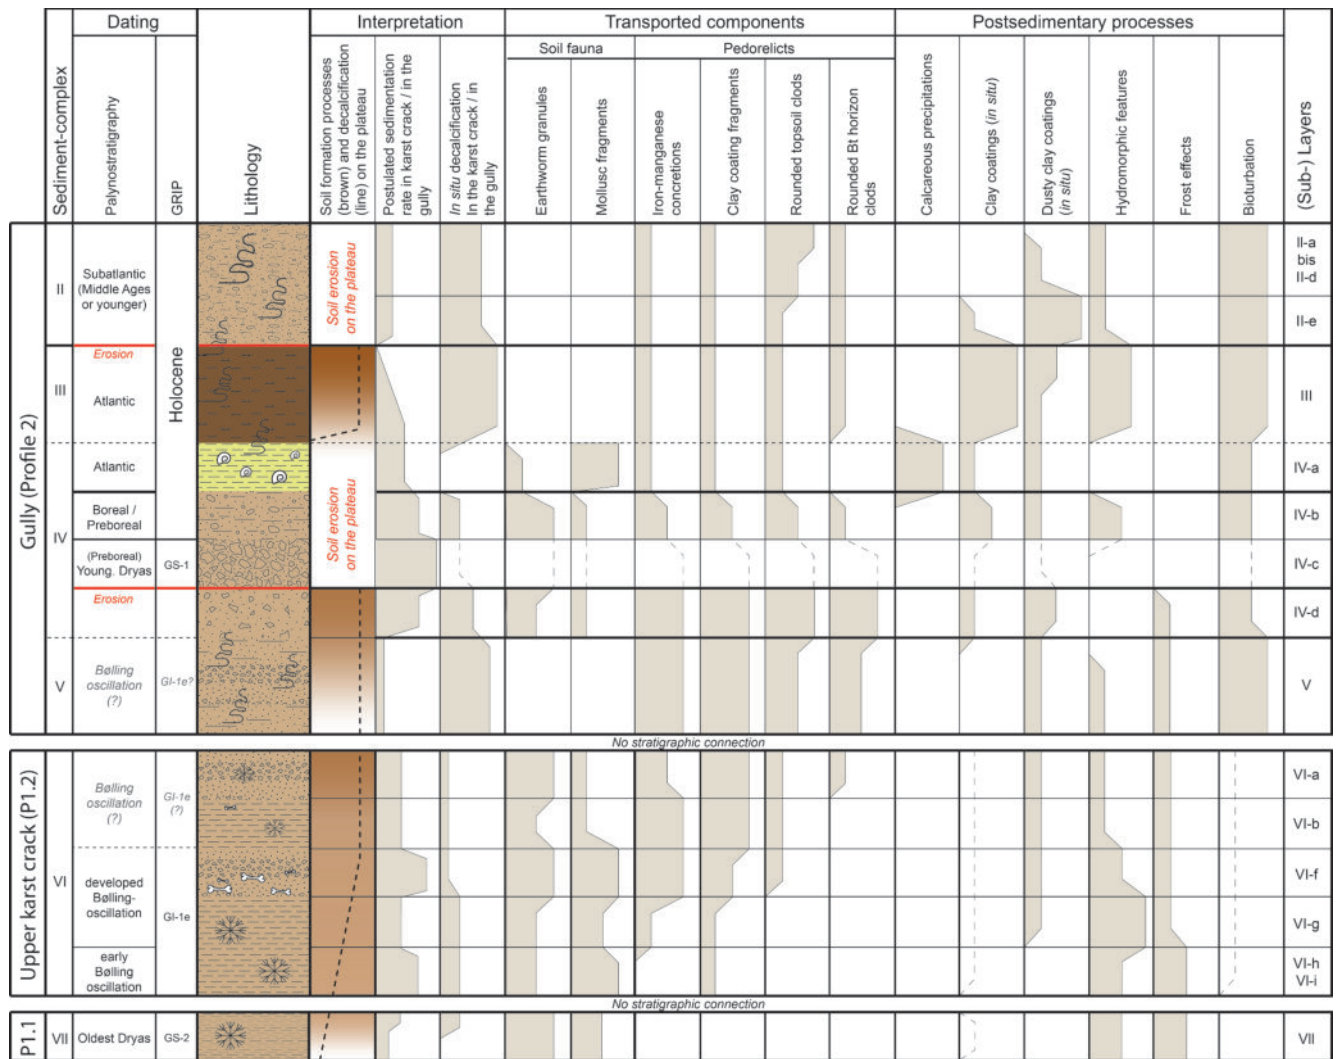 Dating
Interpretation
Transported components
Postsedimentary processes
Soil fauna
Pedorelicts
Sediment-complex
Palynostratigraphy
GRIP
Lithology
Soil formation processes
(brown) and decalcification
(line) on the plateau
Postulated sedimentation
rate in karst crack / in the
gully
In situ decalcification
In the karst crack / in
the gully
Earthworm granules
Mollusc fragments
Iron-manganese
concretions
Clay coating fragments
Rounded topsoil clods
Rounded Bt horizon
clods
Calcareous precipitations
Clay coatings (in situ)
Dusty clay coatings
(in situ)
Hydromorphic features
Frost effects
Bioturbation
(Sub-) Layers
Gully (Profile 2)
II
Subatlantic
(Middle Ages
or younger)
Holocene
Soil erosion
on the plateau
II-a
bis
II-d
II-e
Erosion
III
Atlantic
III
Atlantic
IV-a
IV
Boreal /
Preboreal
Soil erosion
on the plateau
IV-b
(Preboreal)
Young. Dryas
GS-1
IV-c
Erosion
IV-d
V
Bølling
oscillation
(?)
GI-1e?
V
No stratigraphic connection
Upper karst crack (P1.2)
VI
Bølling
oscillation
(?)
GI-1e
(?)
VI-a
VI-b
developed
Bølling-
oscillation
GI-1e
VI-f
VI-g
early
Bølling
oscillation
VI-h
VI-i
No stratigraphic connection
P1.1
VII
Oldest Dryas
GS-2
VII